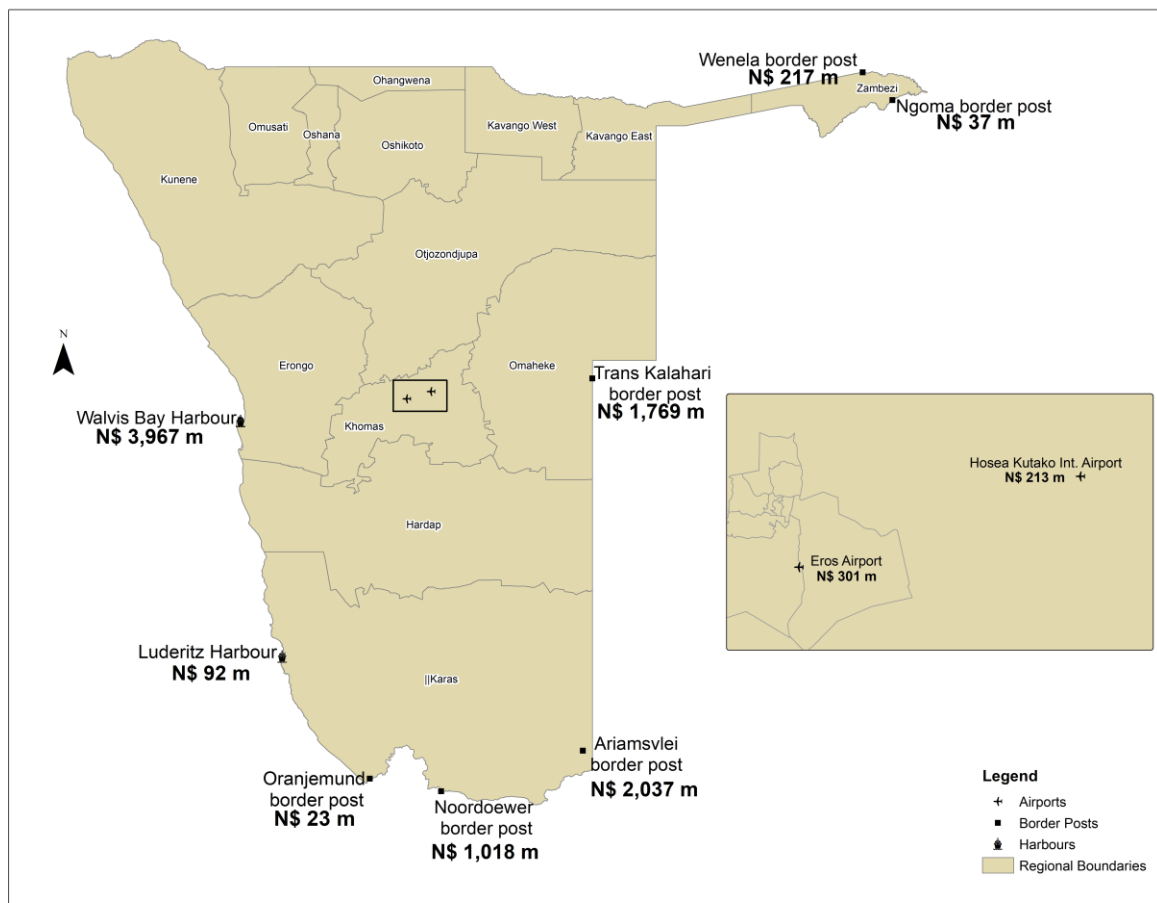 Wenela border post
N$ 217 m
Zambezi
Ngoma border post
N$ 37 m
Ohangwena
Omusati
Oshana
Oshikoto
Kavango West
Kavango East
Kunene
Otjozondjupa
N
Erongo
Omaheke
Trans Kalahari
border post
N$ 1,769 m
Walvis Bay Harbour
N$ 3,967 m
Khomas
Hosea Kutako Int. Airport
N$ 213 m
Eros Airport
N$ 301 m
Hardap
Luderitz Harbour
N$ 92 m
||Karas
Ariamsvlei
border post
N$ 2,037 m
Oranjemund
border post
N$ 23 m
Noordoewer
border post
N$ 1,018 m
Legend
Airports
Border Posts
Harbours
Regional Boundaries